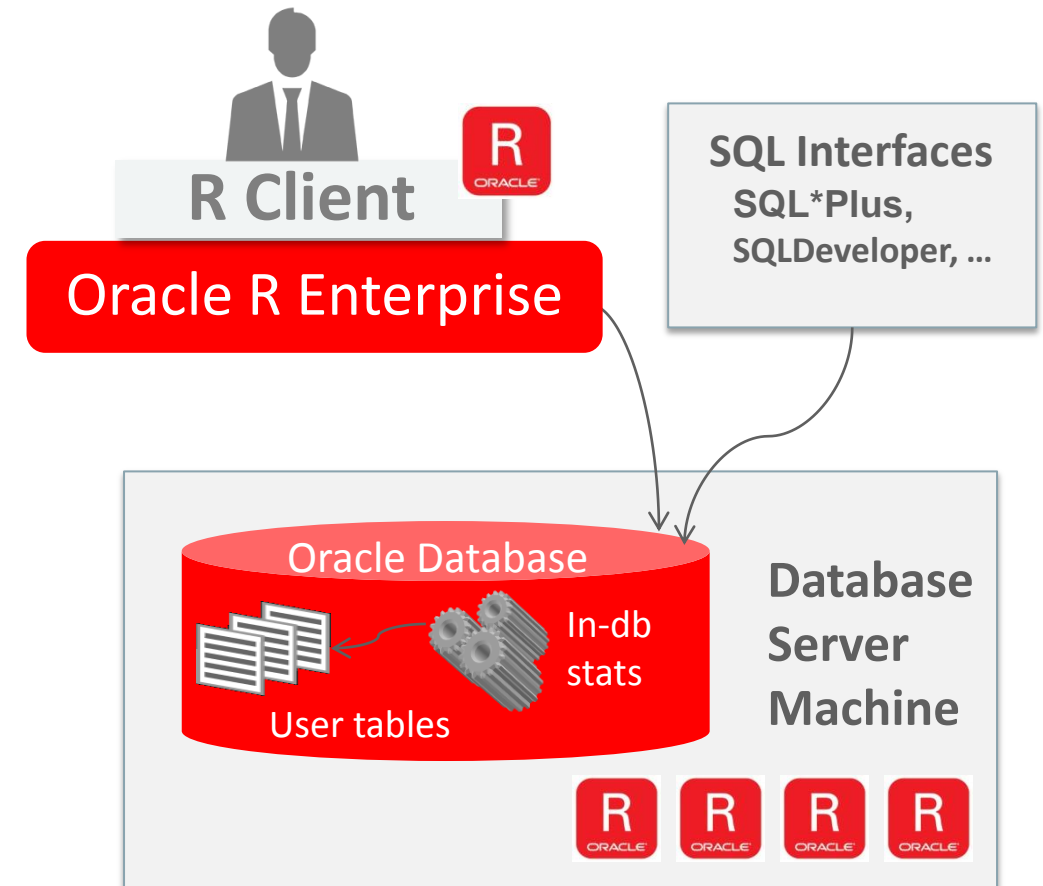 R
ORACLE
R Client
Oracle R Enterprise
SQL Interfaces
SQL*Plus,
SQLDeveloper, ...
Oracle Database
In-db
stats
User tables
Database
Server
Machine
R
ORACLE
R
ORACLE
R
ORACLE
R
ORACLE